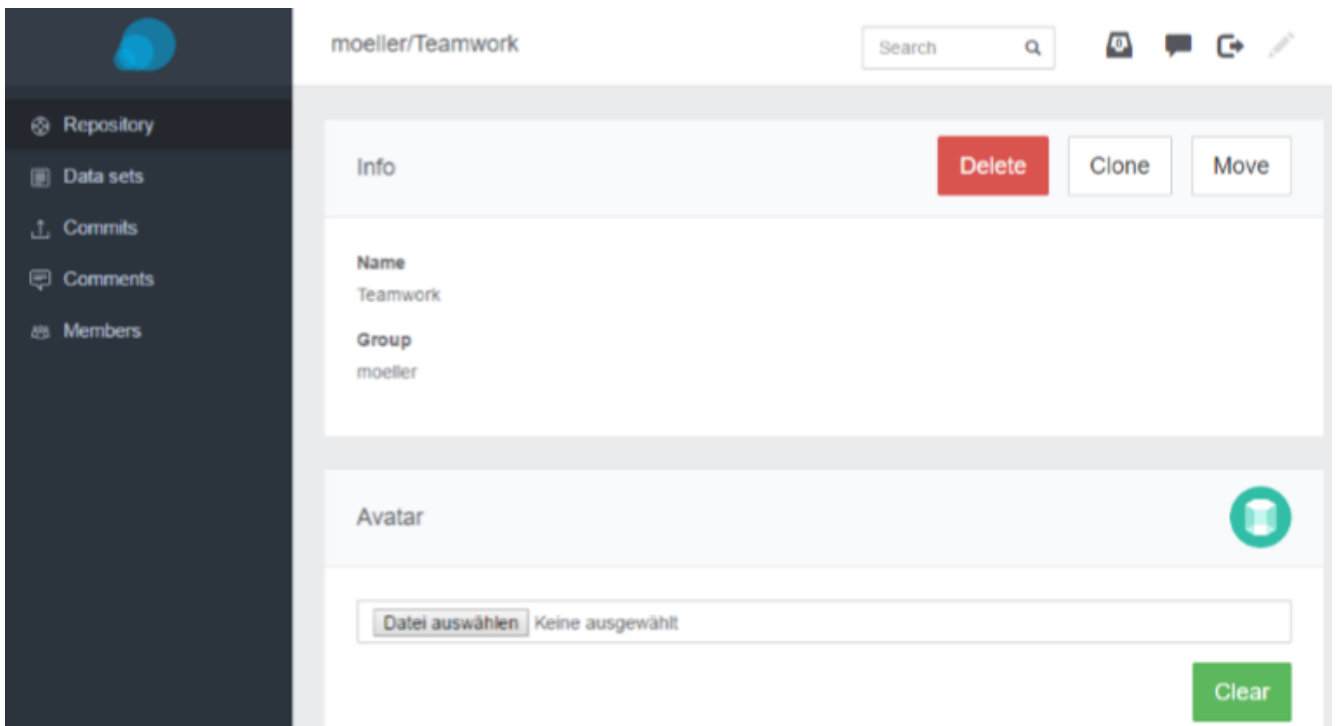 moeller/Teamwork
Search
0
Repository
Data sets
Commits
Comments
Members
Info
Delete
Clone
Move
Name
Teamwork
Group
moeller
Avatar
Datei auswählen Keine ausgewählt
Clear